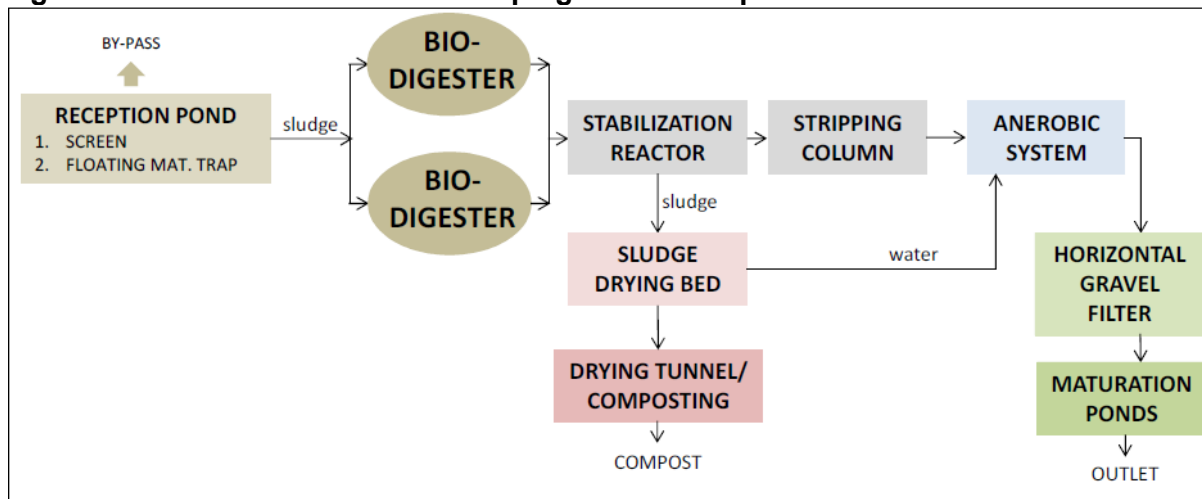 BY-PASS
RECEPTION POND
1. SCREEN
2. FLOATING MAT. TRAP
sludge
BIO-
DIGESTER
BIO-
DIGESTER
STABILIZATION
REACTOR
STRIPPING
COLUMN
ANEROBIC
SYSTEM
sludge
SLUDGE
DRYING BED
water
HORIZONTAL
GRAVEL
FILTER
DRYING TUNNEL/
COMPOSTING
MATURATION
PONDS
COMPOST
OUTLET